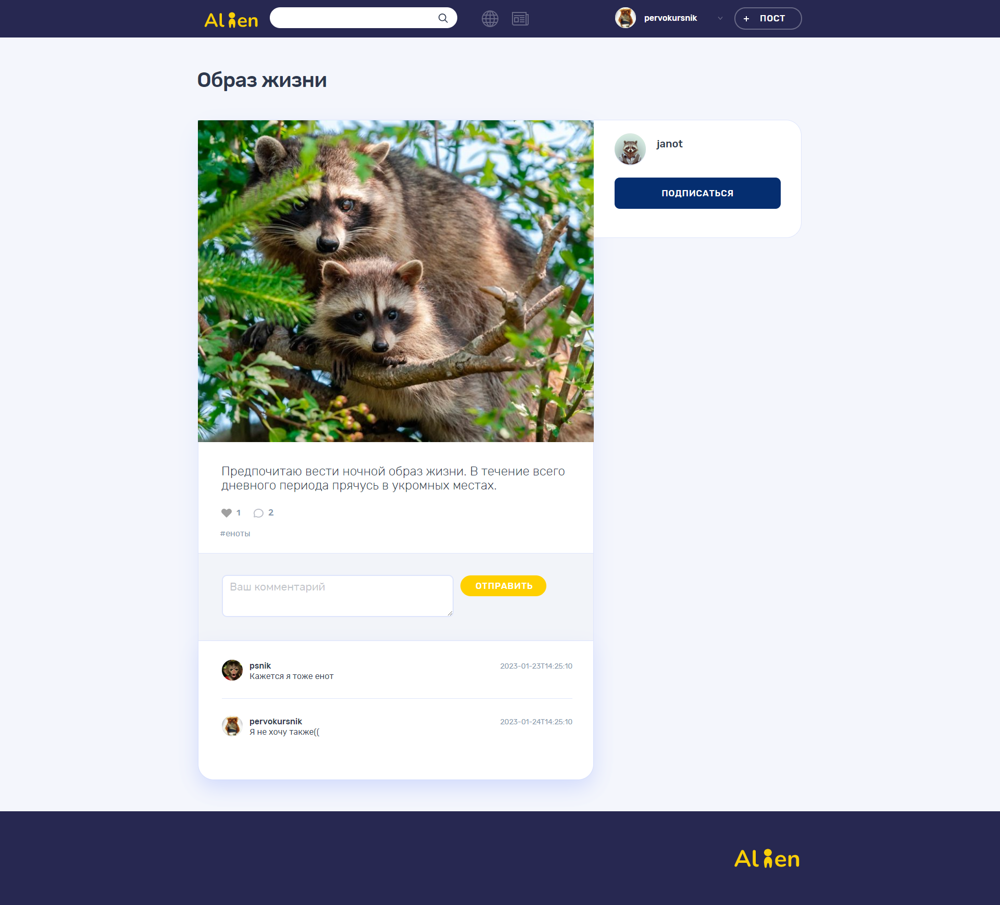 Alien
pervokursnik
+ ПОСТ
Образ жизни
janot
ПОДПИСАТЬСЯ
Предпочитаю вести ночной образ жизни. В течение всего
дневного периода прячусь в укромных местах.
1 2
#еноты
Ваш комментарий
ОТПРАВИТЬ
psnik 2023-01-23T14:25:10
Кажется я тоже енот
pervokursnik 2023-01-24T14:25:10
Я не хочу также((
Alien